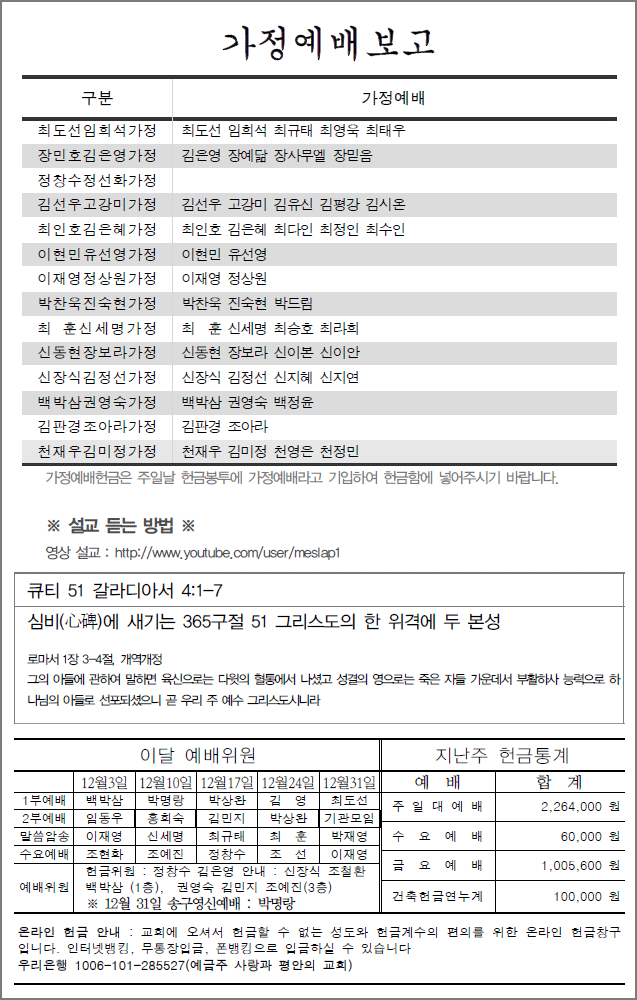 가정예배보고
구분 가정예배
최도선임희석가정 최도선 임희석 최규태 최영욱 최태우
장민호김은영가정 김은영 장예닮 장사무엘 장믿음
정창수정선화가정
김선우고강미가정 김선우 고강미 김유신 김평강 김시온
최인호김은혜가정 최인호 김은혜 최다인 최정인 최수인
이현민유선영가정 이현민 유선영
이재영정상원가정 이재영 정상원
박찬욱진숙현가정 박찬욱 진숙현 박드림
최 훈신세명가정 최 훈 신세명 최승호 최라희
신동현장보라가정 신동현 장보라 신이본 신이안
신장식김정선가정 신장식 김정선 신지혜 신지연
백박삼권영숙가정 백박삼 권영숙 백정윤
김판경조아라가정 김판경 조아라
천재우김미정가정 천재우 김미정 천영은 천정민
가정예배헌금은 주일날 헌금봉투에 가정예배라고 기입하여 헌금함에 넣어주시기 바랍니다.
※ 설교 듣는 방법 ※
영상 설교 : http://www.youtube.com/user/meslap1
큐티 51 갈라디아서 4:1-7
심비(心碑)에 새기는 365구절 51 그리스도의 한 위격에 두 본성
로마서 1장 3-4절, 개역개정
그의 아들에 관하여 말하면 육신으로는 다윗의 혈통에서 나셨고 성결의 영으로는 죽은 자들 가운데서 부활하사 능력으로 하
나님의 아들로 선포되셨으니 곧 우리 주 예수 그리스도시니라
이달 예배위원
12월3일 12월10일 12월17일 12월24일 12월31일
1부예배 백박삼 박명랑 박상완 김 영 최도선
2부예배 임동우 홍희숙 김민지 박상완 기관모임
말씀암송 이재영 신세명 최규태 최 훈 박재영
수요예배 조현화 조예진 정창수 조 선 이재영
예배위원 헌금위원 : 정창수 김은영 안내 : 신장식 조철환
백박삼 (1층), 권영숙 김민지 조예진(3층)
※ 12월 31일 송구영신예배 : 박명랑
지난주 헌금통계
예 배 합 계
주 일 대 예 배 2,264,000 원
수 요 예 배 60,000 원
금 요 예 배 1,005,600 원
건축헌금연누계 100,000 원
온라인 헌금 안내 : 교회에 오셔서 헌금할 수 없는 성도와 헌금계수의 편의를 위한 온라인 헌금창구
입니다. 인터넷뱅킹, 무통장입금, 폰뱅킹으로 입금하실 수 있습니다
우리은행 1006-101-285527(예금주 사랑과 평안의 교회)